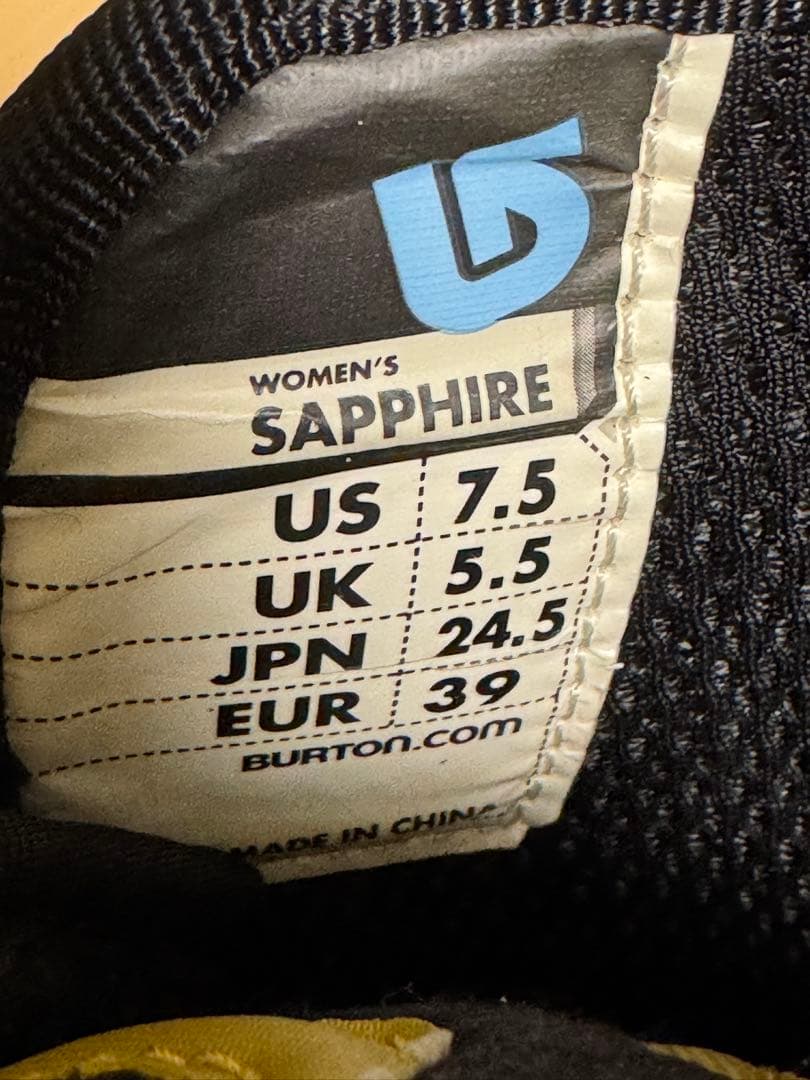 WOMEN'S
SAPPHIRE
US 7.5
UK 5.5
JPN 24.5
EUR 39
BURTON.COM
MADE IN CHINA